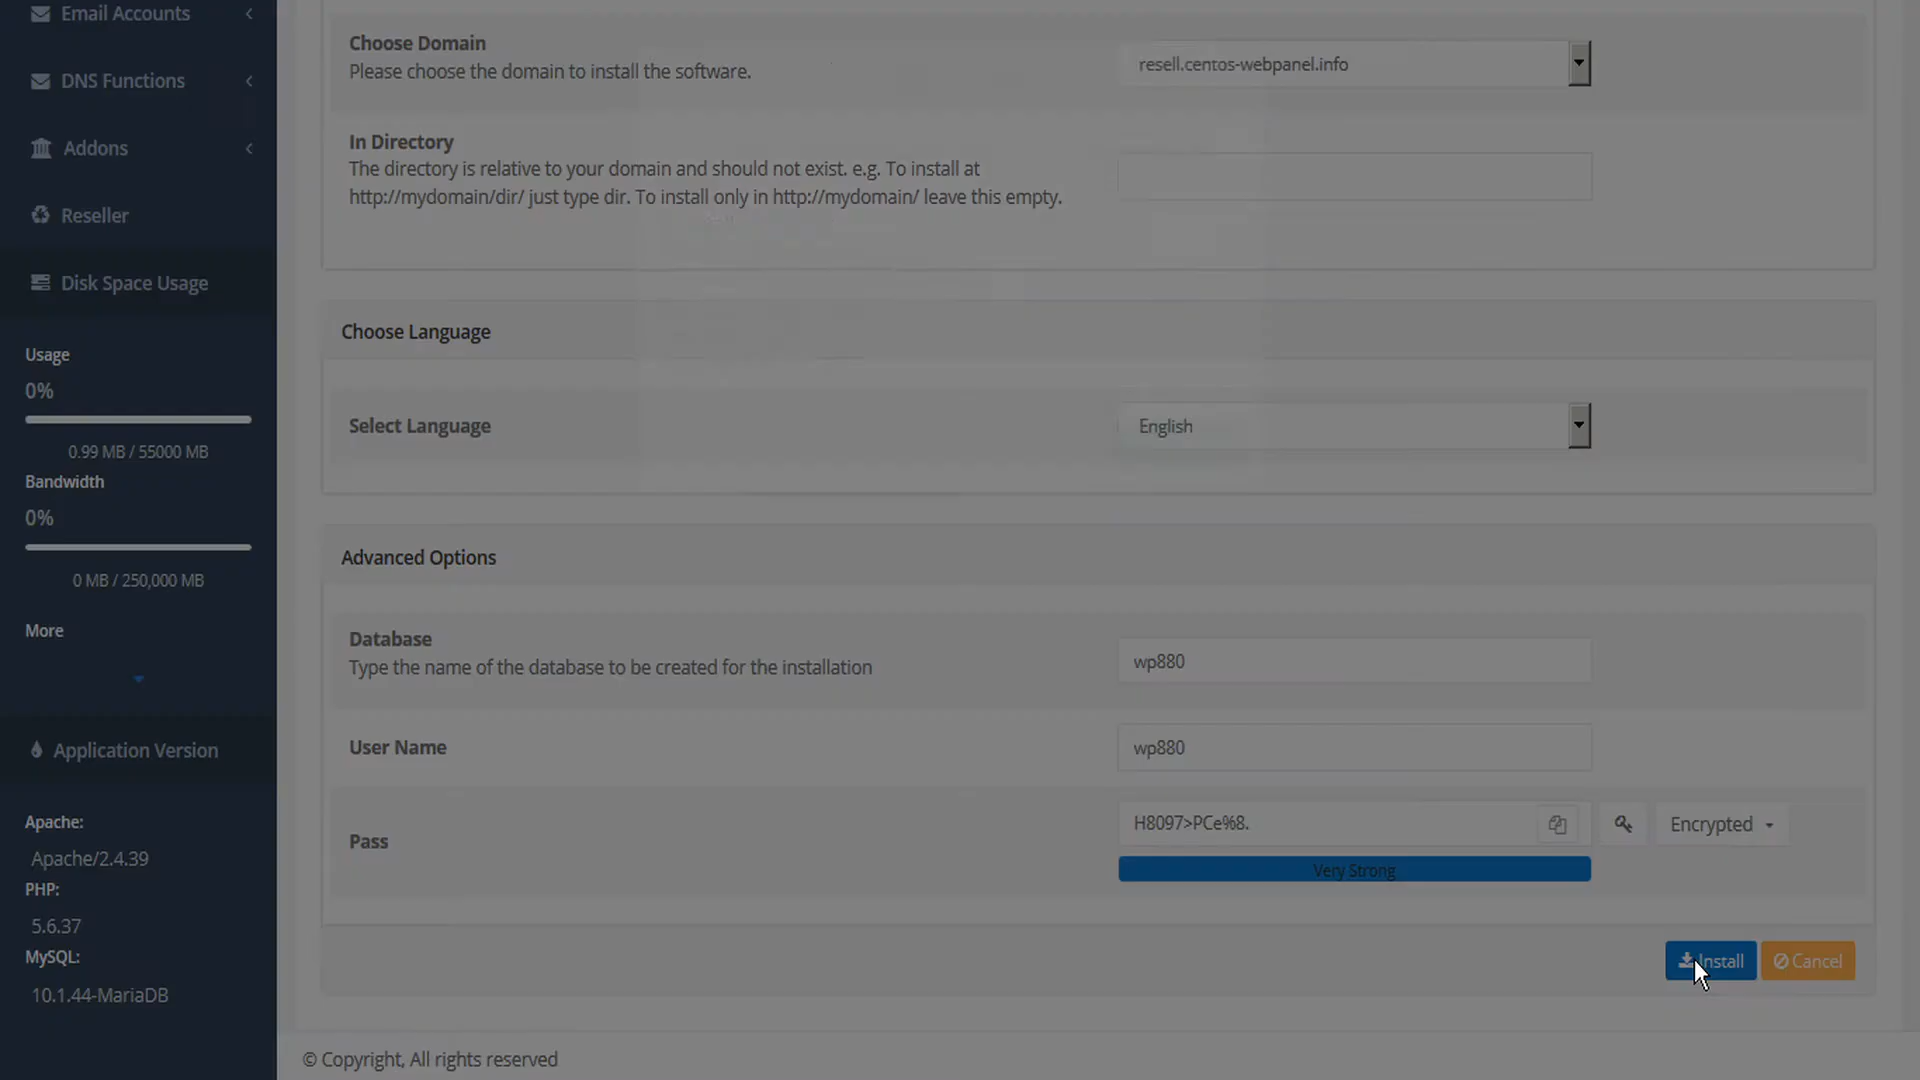 Email Accounts
DNS Functions
Addons
Reseller
Disk Space Usage
Usage
0%
0.99 MB / 55000 MB
Bandwidth
0%
0 MB / 250,000 MB
More
Application Version
Apache:
Apache/2.4.39
PHP:
5.6.37
MySQL:
10.1.44-MariaDB
Choose Domain
Please choose the domain to install the software.
resell.centos-webpanel.info
In Directory
The directory is relative to your domain and should not exist. e.g. To install at
http://mydomain/dir/ just type dir. To install only in http://mydomain/ leave this empty.
Choose Language
Select Language
English
Advanced Options
Database
Type the name of the database to be created for the installation
wp880
User Name
wp880
Pass
H8097>PCe%8.
Encrypted
Very Strong
Install
Cancel
© Copyright, All rights reserved